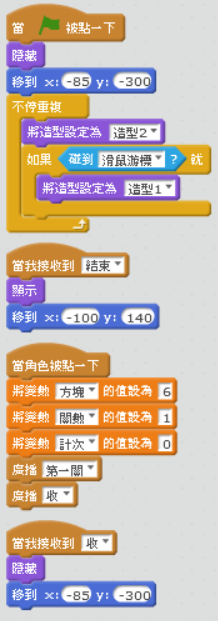 當 被點一下
隱藏
移到 x: -85 y: -300
不停重複
將造型設定為 造型2
如果 碰到 滑鼠游標 ? 就
將造型設定為 造型1
當我接收到 結束
顯示
移到 x: -100 y: 140
當角色被點一下
將變數 方塊 的值設為 6
將變數 關數 的值設為 1
將變數 計次 的值設為 0
廣播 第一關
廣播 收
當我接收到 收
隱藏
移到 x: -85 y: -300